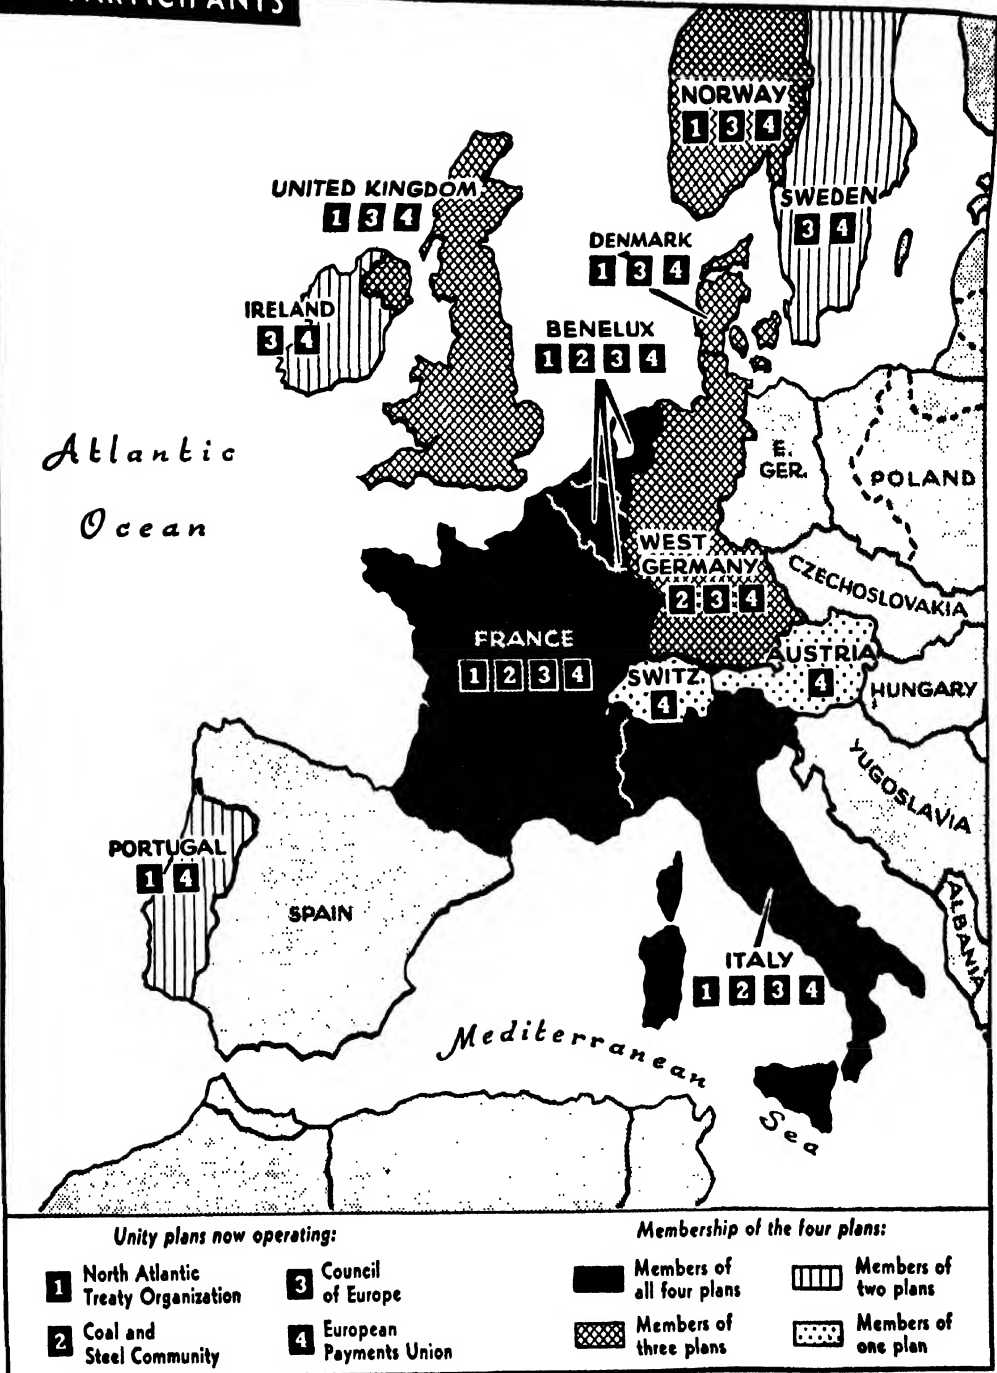 PARTICIPANTS
NORWAY
1 3 4
UNITED KINGDOM
1 3 4
SWEDEN
3 4
DENMARK
1 3 4
IRELAND
3 4
BENELUX
1 2 3 4
Atlantic
Ocean
E.
GER.
POLAND
WEST
GERMANY
2 3 4
CZECHOSLOVAKIA
FRANCE
1 2 3 4
SWITZ.
4
AUSTRIA
4
HUNGARY
YUGOSLAVIA
PORTUGAL
1 4
SPAIN
ALBANIA
ITALY
1 2 3 4
Mediterranean
Sea
Unity plans now operating:
1 North Atlantic
Treaty Organization
2 Coal and
Steel Community
3 Council
of Europe
4 European
Payments Union
Membership of the four plans:
Members of
all four plans
Members of
three plans
Members of
two plans
Members of
one plan